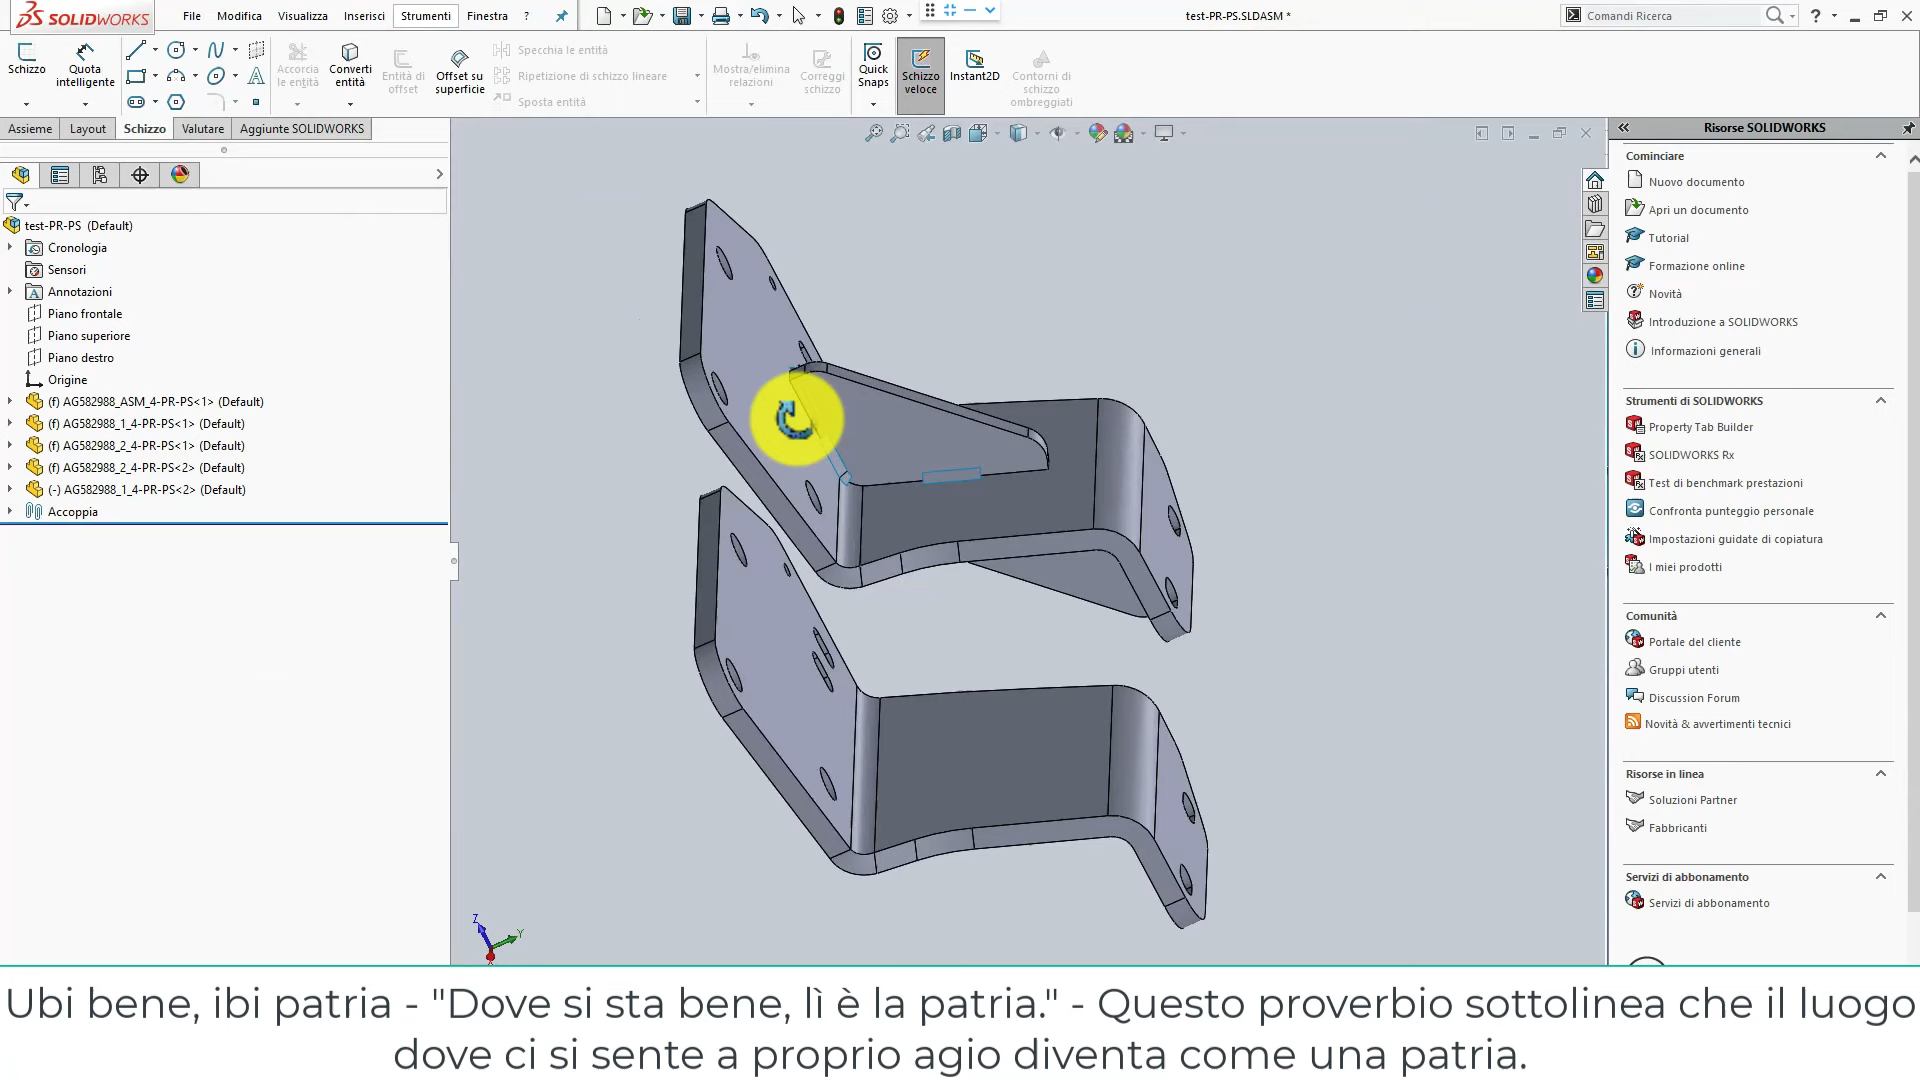 SOLIDWORKS
File
Modifica
Visualizza
Inserisci
Strumenti
Finestra
?
test-PR-PS.SLDASM *
Comandi Ricerca
?
Schizzo
Quota intelligente
Accorcia le entità
Converti entità
Entità di offset
Offset su superficie
Specchia le entità
Ripetizione di schizzo lineare
Sposta entità
Mostra/elimina relazioni
Correggi schizzo
Quick Snaps
Schizzo veloce
Instant2D
Contorni di schizzo ombreggiati
Assieme
Layout
Schizzo
Valutare
Aggiunte SOLIDWORKS
test-PR-PS (Default)
Cronologia
Sensori
Annotazioni
Piano frontale
Piano superiore
Piano destro
Origine
(f) AG582988_ASM_4-PR-PS<1> (Default)
(f) AG582988_1_4-PR-PS<1> (Default)
(f) AG582988_2_4-PR-PS<1> (Default)
(f) AG582988_2_4-PR-PS<2> (Default)
(-) AG582988_1_4-PR-PS<2> (Default)
Accoppia
Z
Y
Risorse SOLIDWORKS
Cominciare
Nuovo documento
Apri un documento
Tutorial
Formazione online
Novità
Introduzione a SOLIDWORKS
Informazioni generali
Strumenti di SOLIDWORKS
Property Tab Builder
SOLIDWORKS Rx
Test di benchmark prestazioni
Confronta punteggio personale
Impostazioni guidate di copiatura
I miei prodotti
Comunità
Portale del cliente
Gruppi utenti
Discussion Forum
Novità & avvertimenti tecnici
Risorse in linea
Soluzioni Partner
Fabbricanti
Servizi di abbonamento
Servizi di abbonamento
Ubi bene, ibi patria - "Dove si sta bene, lì è la patria." - Questo proverbio sottolinea che il luogo
dove ci si sente a proprio agio diventa come una patria.